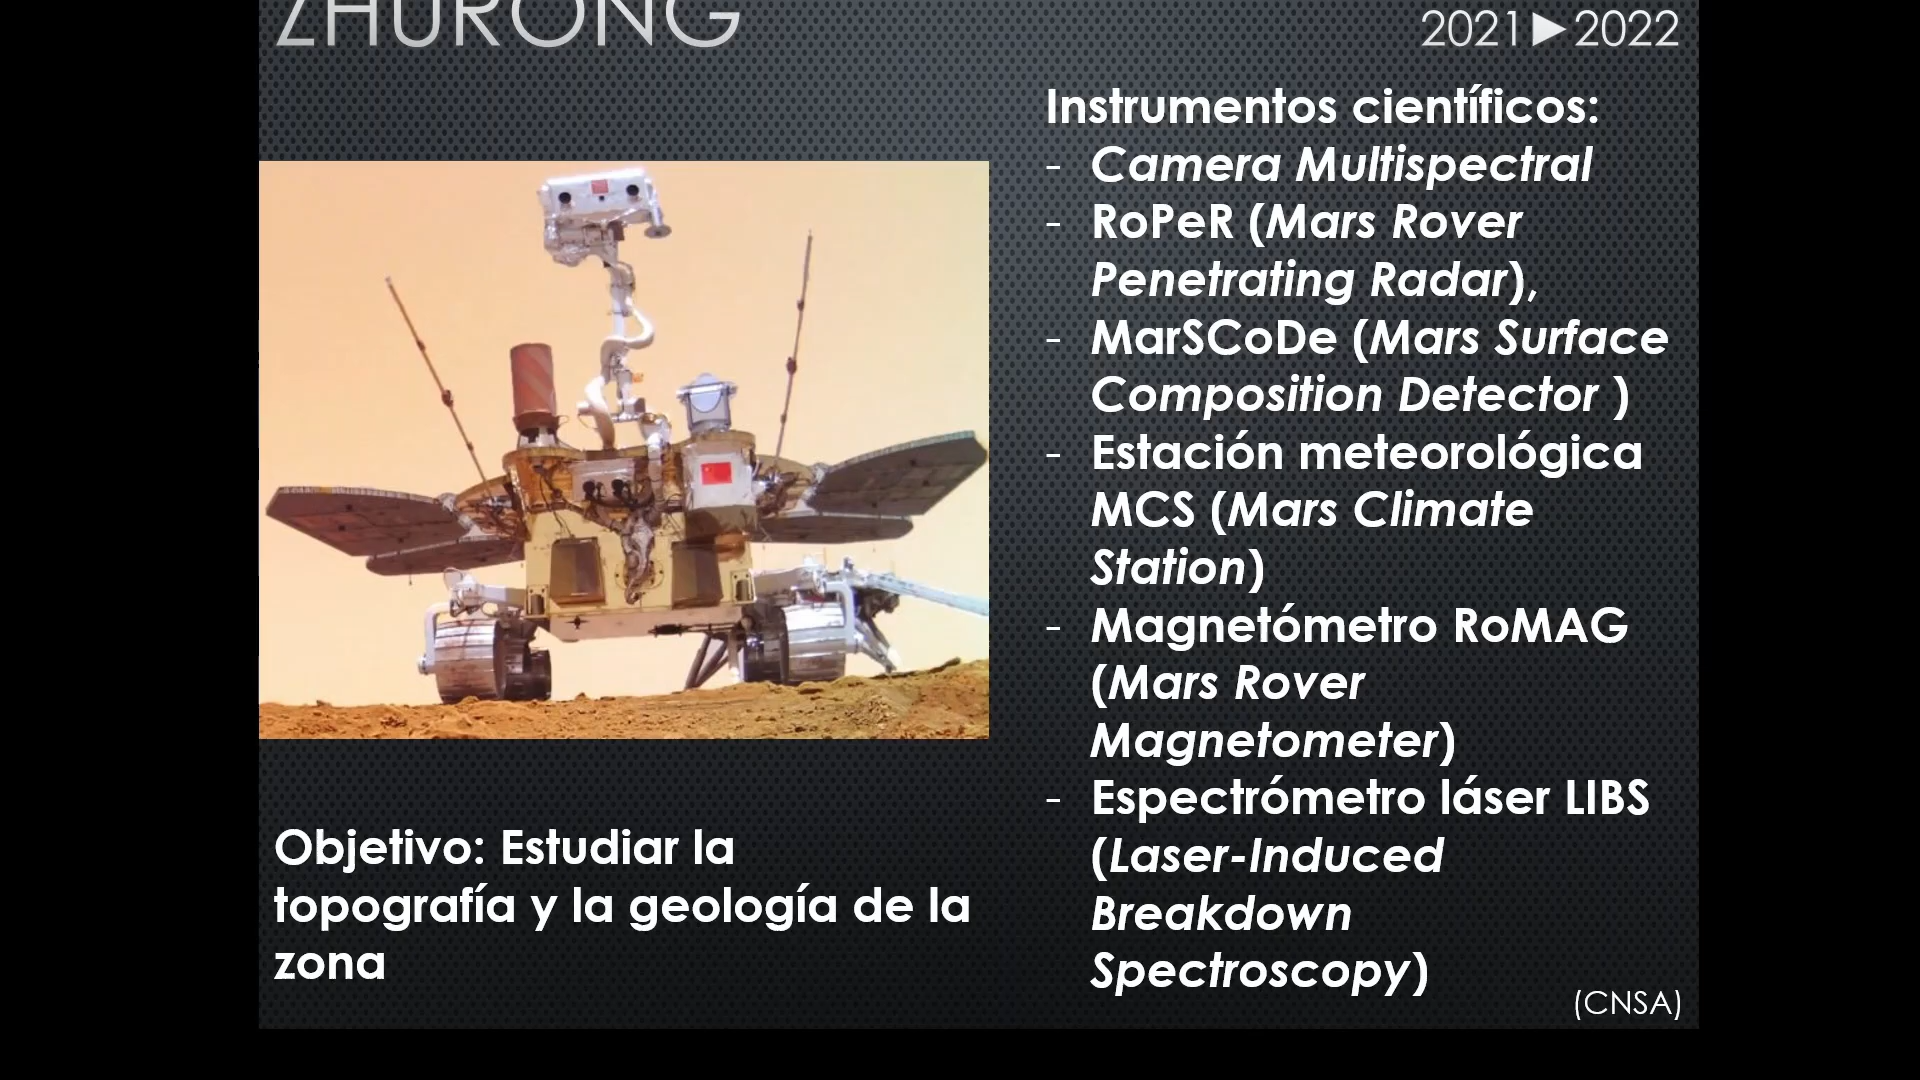 ZHURONG
2021►2022
Instrumentos científicos:
- Camera Multispectral
- RoPeR (Mars Rover
Penetrating Radar),
- MarSCoDe (Mars Surface
Composition Detector )
- Estación meteorológica
MCS (Mars Climate
Station)
- Magnetómetro RoMAG
(Mars Rover
Magnetometer)
- Espectrómetro láser LIBS
(Laser-Induced
Breakdown
Spectroscopy)
Objetivo: Estudiar la
topografía y la geología de la
zona
(CNSA)